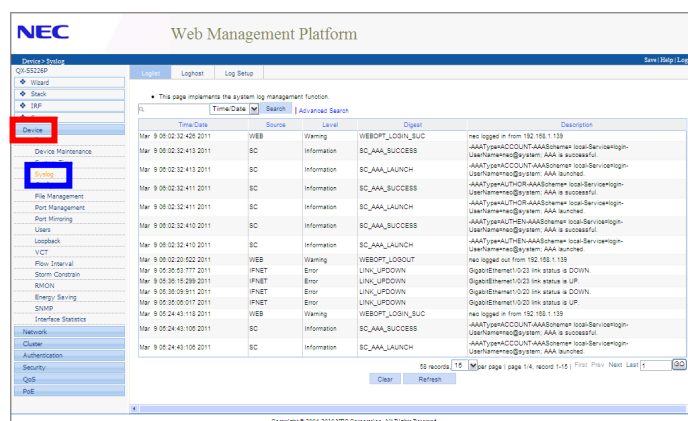 NEC
Web Management Platform
Device > Syslog
Save | Help | Log
QX-S5226P
Wizard
Stack
IRF
Device
Device Maintenance
Syslog
File Management
Port Management
Port Mirroring
Users
Loopback
VCT
Flow Interval
Storm Constrain
RMON
Energy Saving
SNMP
Interface Statistics
Network
Cluster
Authentication
Security
QoS
PoE
Loglist Loghost Log Setup
This page implements the system log management function.
Time/Date Search | Advanced Search
Time/Date Source Level Digest Description
Mar 9 06:02:32:426 2011 WEB Warning WEBOPT_LOGIN_SUC nec logged in from 192.168.1.139
Mar 9 06:02:32:413 2011 SC Information SC_AAA_SUCCESS -AAAType=ACCOUNT-AAAScheme= local-Service=login-
UserName=nec@system; AAA is successful.
Mar 9 06:02:32:413 2011 SC Information SC_AAA_LAUNCH -AAAType=ACCOUNT-AAAScheme= local-Service=login-
UserName=nec@system; AAA launched.
Mar 9 06:02:32:411 2011 SC Information SC_AAA_SUCCESS -AAAType=AUTHOR-AAAScheme= local-Service=login-
UserName=nec@system; AAA is successful.
Mar 9 06:02:32:411 2011 SC Information SC_AAA_LAUNCH -AAAType=AUTHOR-AAAScheme= local-Service=login-
UserName=nec@system; AAA launched.
Mar 9 06:02:32:410 2011 SC Information SC_AAA_SUCCESS -AAAType=AUTHEN-AAAScheme= local-Service=login-
UserName=nec@system; AAA is successful.
Mar 9 06:02:32:410 2011 SC Information SC_AAA_LAUNCH -AAAType=AUTHEN-AAAScheme= local-Service=login-
UserName=nec@system; AAA launched.
Mar 9 06:02:20:522 2011 WEB Warning WEBOPT_LOGOUT nec logged out from 192.168.1.139
Mar 9 05:36:53:777 2011 IFNET Error LINK_UPDOWN GigabitEthernet1/0/23 link status is DOWN.
Mar 9 05:36:15:299 2011 IFNET Error LINK_UPDOWN GigabitEthernet1/0/23 link status is UP.
Mar 9 05:36:09:911 2011 IFNET Error LINK_UPDOWN GigabitEthernet1/0/20 link status is DOWN.
Mar 9 05:35:06:017 2011 IFNET Error LINK_UPDOWN GigabitEthernet1/0/20 link status is UP.
Mar 9 05:24:43:118 2011 WEB Warning WEBOPT_LOGIN_SUC nec logged in from 192.168.1.139
Mar 9 05:24:43:106 2011 SC Information SC_AAA_SUCCESS -AAAType=ACCOUNT-AAAScheme= local-Service=login-
UserName=nec@system; AAA is successful.
Mar 9 05:24:43:106 2011 SC Information SC_AAA_LAUNCH -AAAType=ACCOUNT-AAAScheme= local-Service=login-
UserName=nec@system; AAA launched.
58 records, 15 per page | page 1/4, record 1-15 | First Prev Next Last 1 GO
Clear Refresh